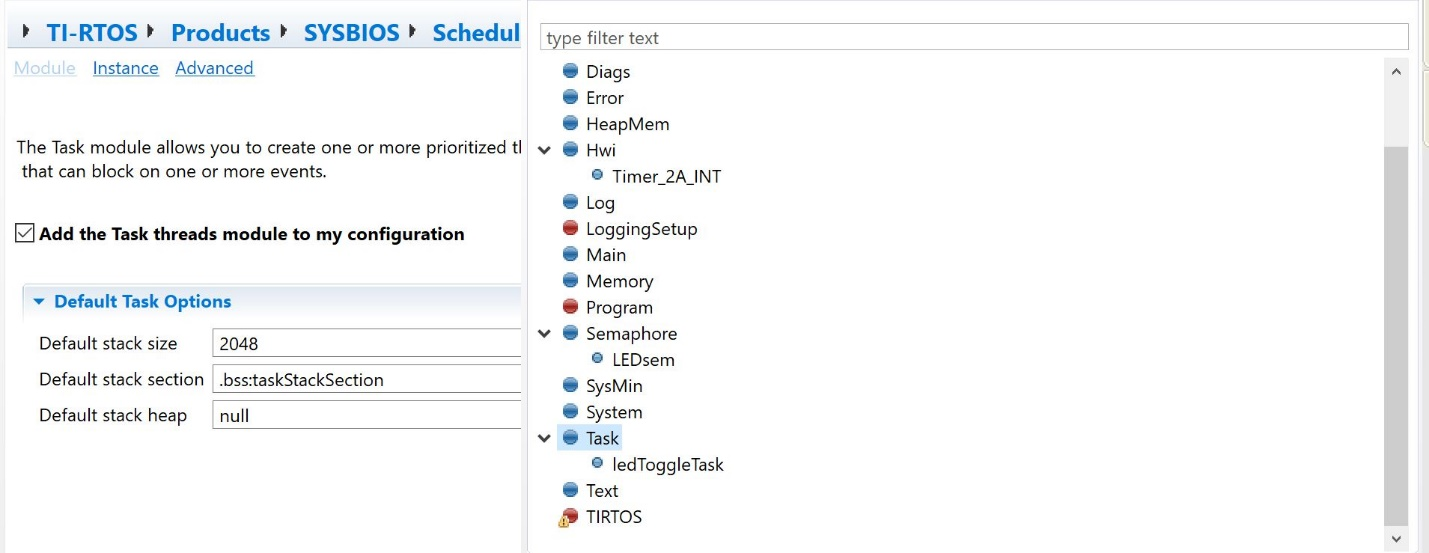 TI-RTOS Products SYSBIOS Schedul
Module Instance Advanced
The Task module allows you to create one or more prioritized tl
that can block on one or more events.
Add the Task threads module to my configuration
Default Task Options
Default stack size 2048
Default stack section .bss:taskStackSection
Default stack heap null
type filter text
Diags
Error
HeapMem
Hwi
Timer_2A_INT
Log
LoggingSetup
Main
Memory
Program
Semaphore
LEDsem
SysMin
System
Task
ledToggleTask
Text
TIRTOS